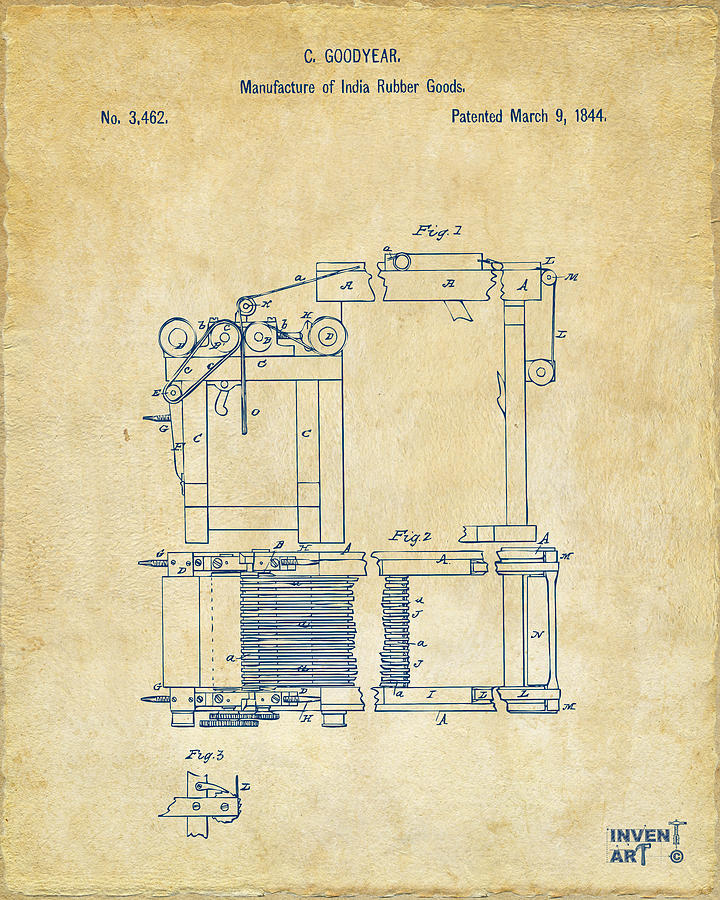 C. GOODYEAR.
Manufacture of India Rubber Goods.
No. 3,462. Patented March 9, 1844.
Fig. 1
a
a
A A A
L
M
K
L
b C b H
D D B D
C
c c
E
G
O
F
C C
Fig. 2
G B H A
D
A
A
M
a
a
a
a
a
J
a
J
N
G
D
a
I L L
H
A
M
Fig. 3
L
INVEN
ART ©